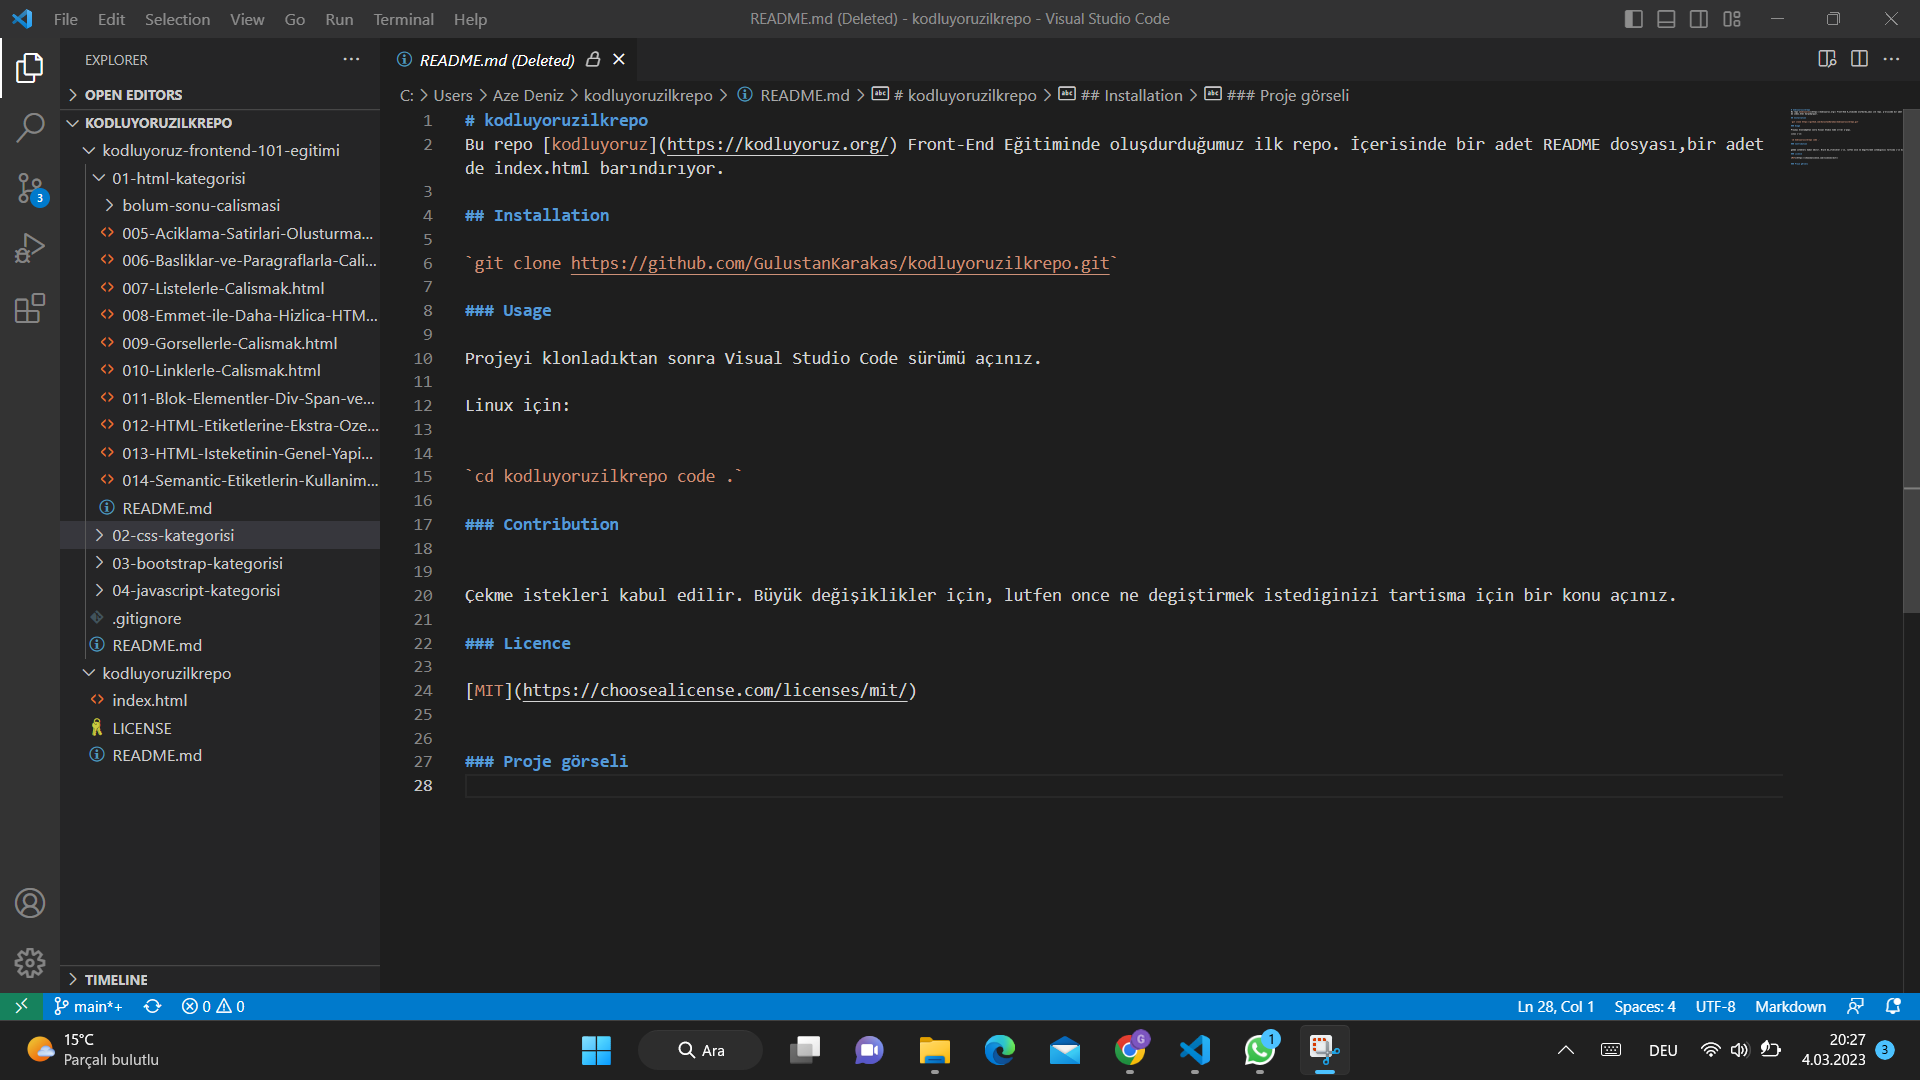 File Edit Selection View Go Run Terminal Help
README.md (Deleted) - kodluyoruzilkrepo - Visual Studio Code
EXPLORER
OPEN EDITORS
KODLUYORUZILKREPO
kodluyoruz-frontend-101-egitimi
01-html-kategorisi
bolum-sonu-calismasi
005-Aciklama-Satirlari-Olusturma...
006-Basliklar-ve-Paragraflarla-Cali...
007-Listelerle-Calismak.html
008-Emmet-ile-Daha-Hizlica-HTM...
009-Gorsellerle-Calismak.html
010-Linklerle-Calismak.html
011-Blok-Elementler-Div-Span-ve...
012-HTML-Etiketlerine-Ekstra-Oze...
013-HTML-Isteketinin-Genel-Yapi...
014-Semantic-Etiketlerin-Kullanim...
README.md
02-css-kategorisi
03-bootstrap-kategorisi
04-javascript-kategorisi
.gitignore
README.md
kodluyoruzilkrepo
index.html
LICENSE
README.md
TIMELINE
3
README.md (Deleted)
C: > Users > Aze Deniz > kodluyoruzilkrepo > README.md > # kodluyoruzilkrepo > ## Installation > ### Proje görseli
1 # kodluyoruzilkrepo
2 Bu repo [kodluyoruz](https://kodluyoruz.org/) Front-End Eğitiminde oluşdurduğumuz ilk repo. İçerisinde bir adet README dosyası,bir adet
de index.html barındırıyor.
3
4 ## Installation
5
6 `git clone https://github.com/GulustanKarakas/kodluyoruzilkrepo.git`
7
8 ### Usage
9
10 Projeyi klonladıktan sonra Visual Studio Code sürümü açınız.
11
12 Linux için:
13
14
15 `cd kodluyoruzilkrepo code .`
16
17 ### Contribution
18
19
20 Çekme istekleri kabul edilir. Büyük değişiklikler için, lutfen once ne degiştirmek istediginizi tartisma için bir konu açınız.
21
22 ### Licence
23
24 [MIT](https://choosealicense.com/licenses/mit/)
25
26
27 ### Proje görseli
28
main*+ 0 0
Ln 28, Col 1 Spaces: 4 UTF-8 Markdown
15°C
Parçalı bulutlu
Ara
G
1
DEU
20:27
4.03.2023
3